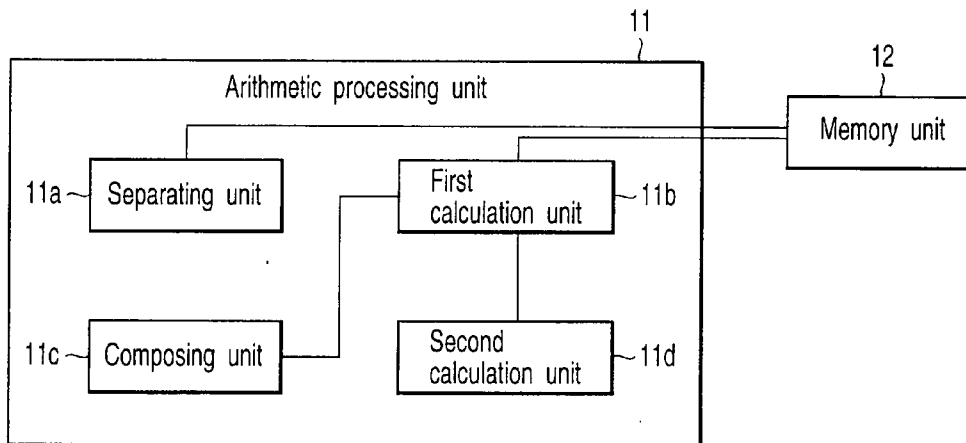 11
12
Arithmetic processing unit
Memory unit
11a
Separating unit
First
calculation unit
11b
11c
Composing unit
Second
calculation unit
11d